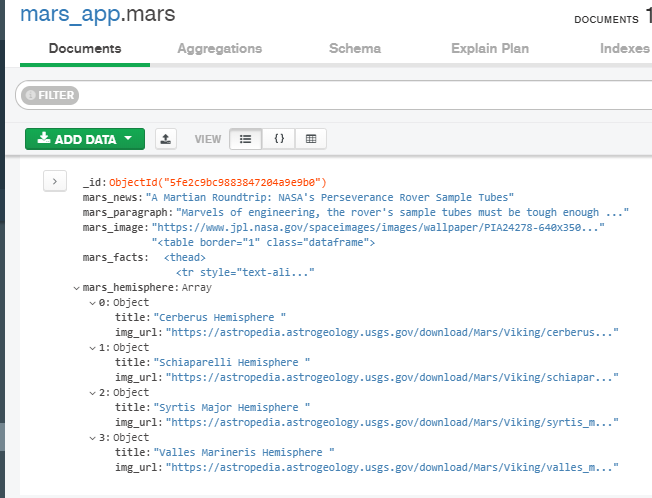 mars_app.mars
DOCUMENTS 1
Documents Aggregations Schema Explain Plan Indexes
FILTER
ADD DATA VIEW {}
_id: ObjectId("5fe2c9bc9883847204a9e9b0")
mars_news: "A Martian Roundtrip: NASA's Perseverance Rover Sample Tubes"
mars_paragraph: "Marvels of engineering, the rover's sample tubes must be tough enough ..."
mars_image: "https://www.jpl.nasa.gov/spaceimages/images/wallpaper/PIA24278-640x350..."
"<table border="1" class="dataframe">
mars_facts: <thead>
<tr style="text-ali..."
mars_hemisphere: Array
0: Object
title: "Cerberus Hemisphere "
img_url: "https://astropedia.astrogeology.usgs.gov/download/Mars/Viking/cerberus..."
1: Object
title: "Schiaparelli Hemisphere "
img_url: "https://astropedia.astrogeology.usgs.gov/download/Mars/Viking/schiapar..."
2: Object
title: "Syrtis Major Hemisphere "
img_url: "https://astropedia.astrogeology.usgs.gov/download/Mars/Viking/syrtis_m..."
3: Object
title: "Valles Marineris Hemisphere "
img_url: "https://astropedia.astrogeology.usgs.gov/download/Mars/Viking/valles_m..."